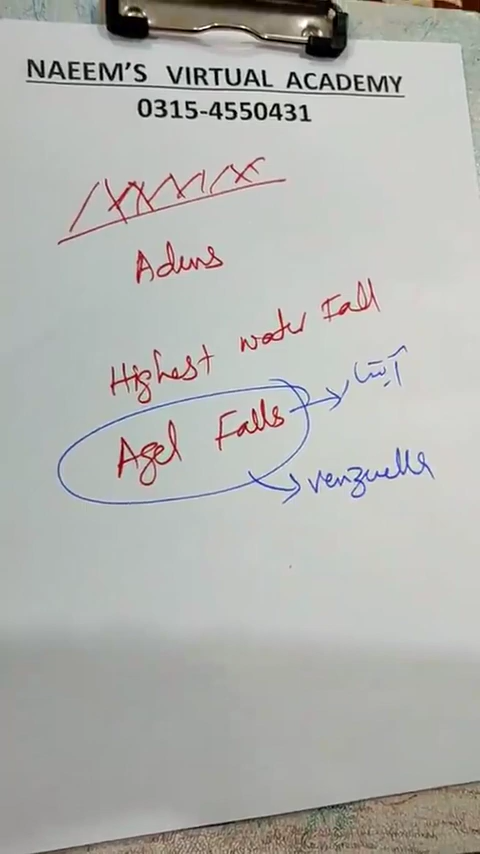 NAEEM'S VIRTUAL ACADEMY
0315-4550431
Adens
Highest water Fall
آبشار
Agel Falls
venzuella